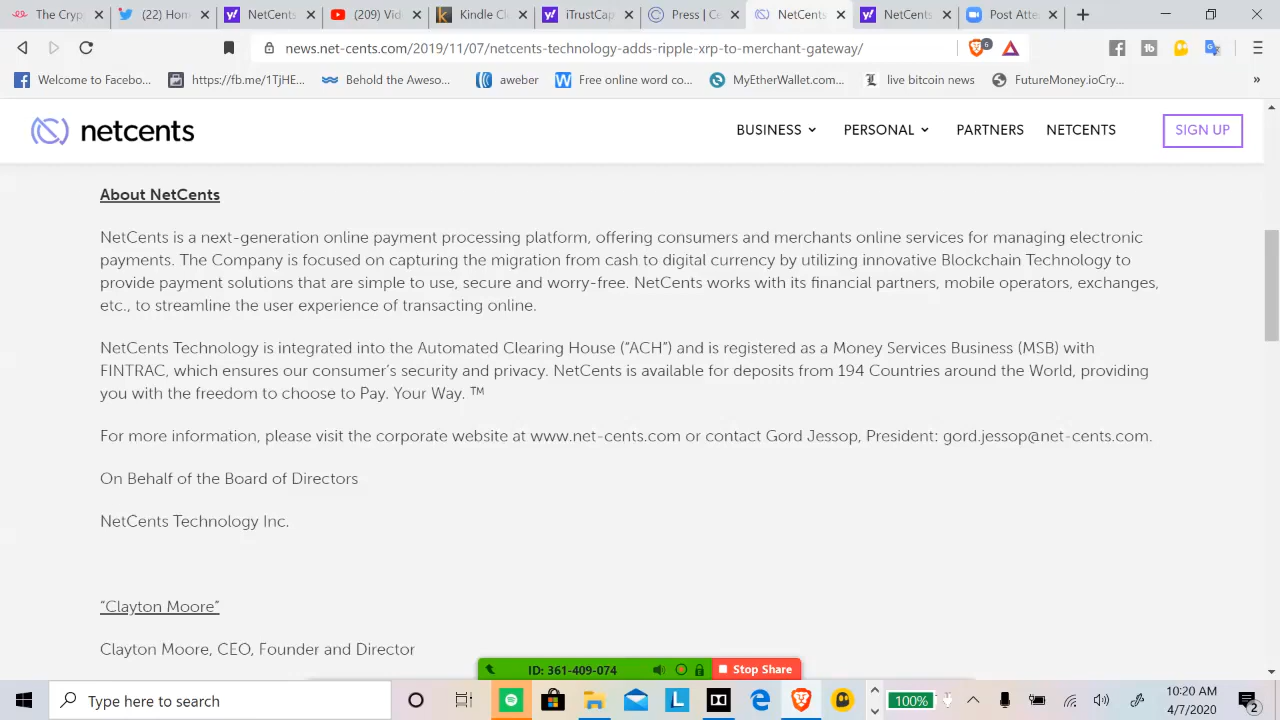 The Cryp
(22) Hom
NetCents
(209) Vid
Kindle C
iTrustCap
Press | Ce
NetCents
NetCents
Post Atte
news.net-cents.com/2019/11/07/netcents-technology-adds-ripple-xrp-to-merchant-gateway/
6
Welcome to Facebo...
https://fb.me/1TjHE...
Behold the Aweso...
aweber
Free online word co...
MyEtherWallet.com...
live bitcoin news
FutureMoney.ioCry...
»
netcents
BUSINESS
PERSONAL
PARTNERS
NETCENTS
SIGN UP
About NetCents
NetCents is a next-generation online payment processing platform, offering consumers and merchants online services for managing electronic
payments. The Company is focused on capturing the migration from cash to digital currency by utilizing innovative Blockchain Technology to
provide payment solutions that are simple to use, secure and worry-free. NetCents works with its financial partners, mobile operators, exchanges,
etc., to streamline the user experience of transacting online.
NetCents Technology is integrated into the Automated Clearing House (“ACH”) and is registered as a Money Services Business (MSB) with
FINTRAC, which ensures our consumer’s security and privacy. NetCents is available for deposits from 194 Countries around the World, providing
you with the freedom to choose to Pay. Your Way. ™
For more information, please visit the corporate website at www.net-cents.com or contact Gord Jessop, President: gord.jessop@net-cents.com.
On Behalf of the Board of Directors
NetCents Technology Inc.
“Clayton Moore”
Clayton Moore, CEO, Founder and Director
ID: 361-409-074
Stop Share
Type here to search
100%
10:20 AM
4/7/2020
2